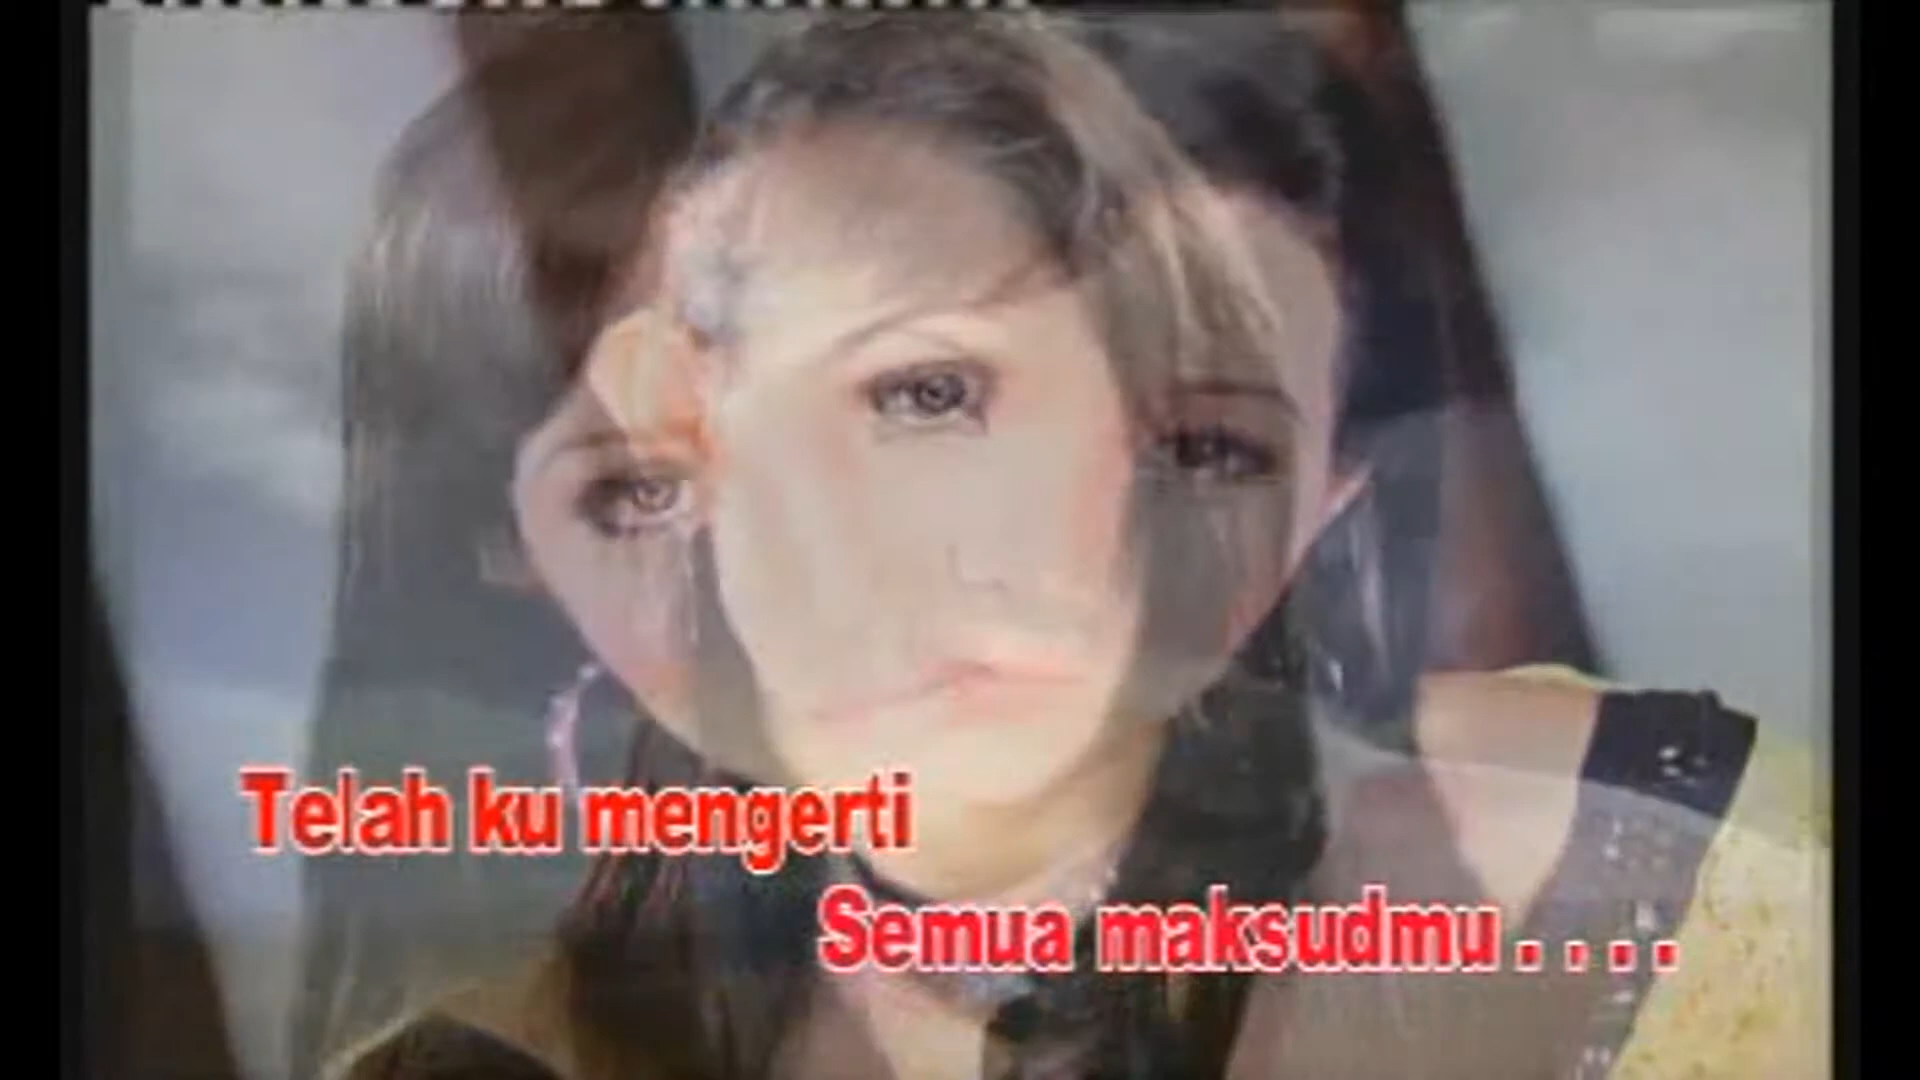 Telah ku mengerti
Semua maksudmu . . . .